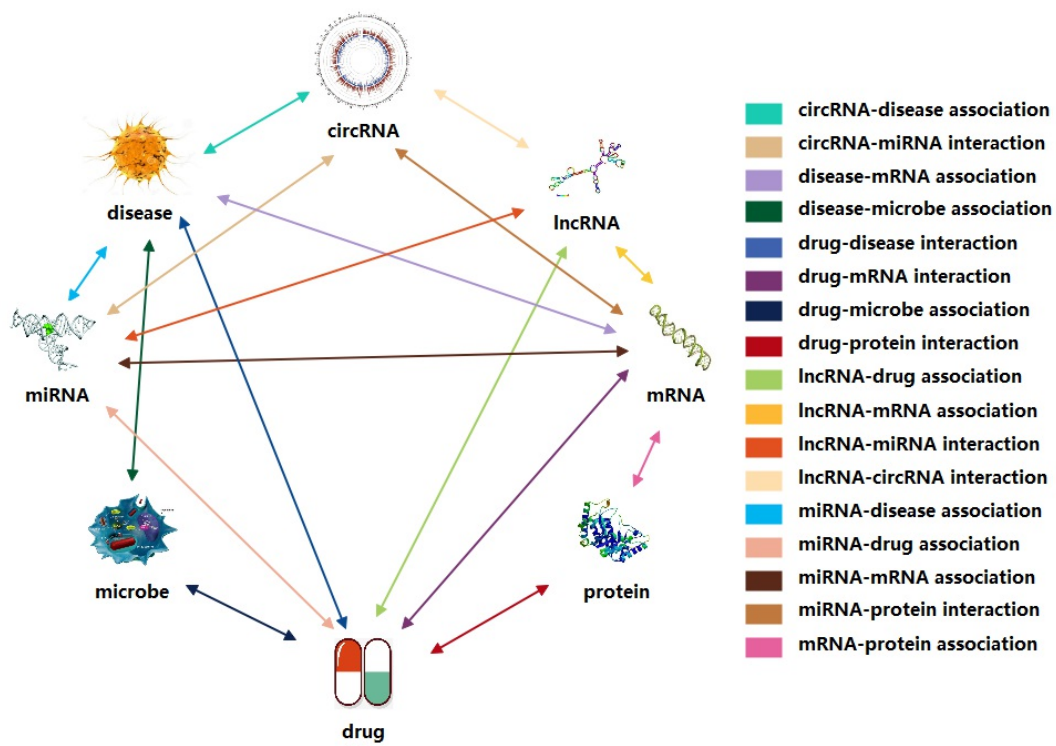 circRNA
disease
lncRNA
miRNA
mRNA
microbe
protein
drug
circRNA-disease association
circRNA-miRNA interaction
disease-mRNA association
disease-microbe association
drug-disease interaction
drug-mRNA interaction
drug-microbe association
drug-protein interaction
lncRNA-drug association
lncRNA-mRNA association
lncRNA-miRNA interaction
lncRNA-circRNA interaction
miRNA-disease association
miRNA-drug association
miRNA-mRNA association
miRNA-protein interaction
mRNA-protein association